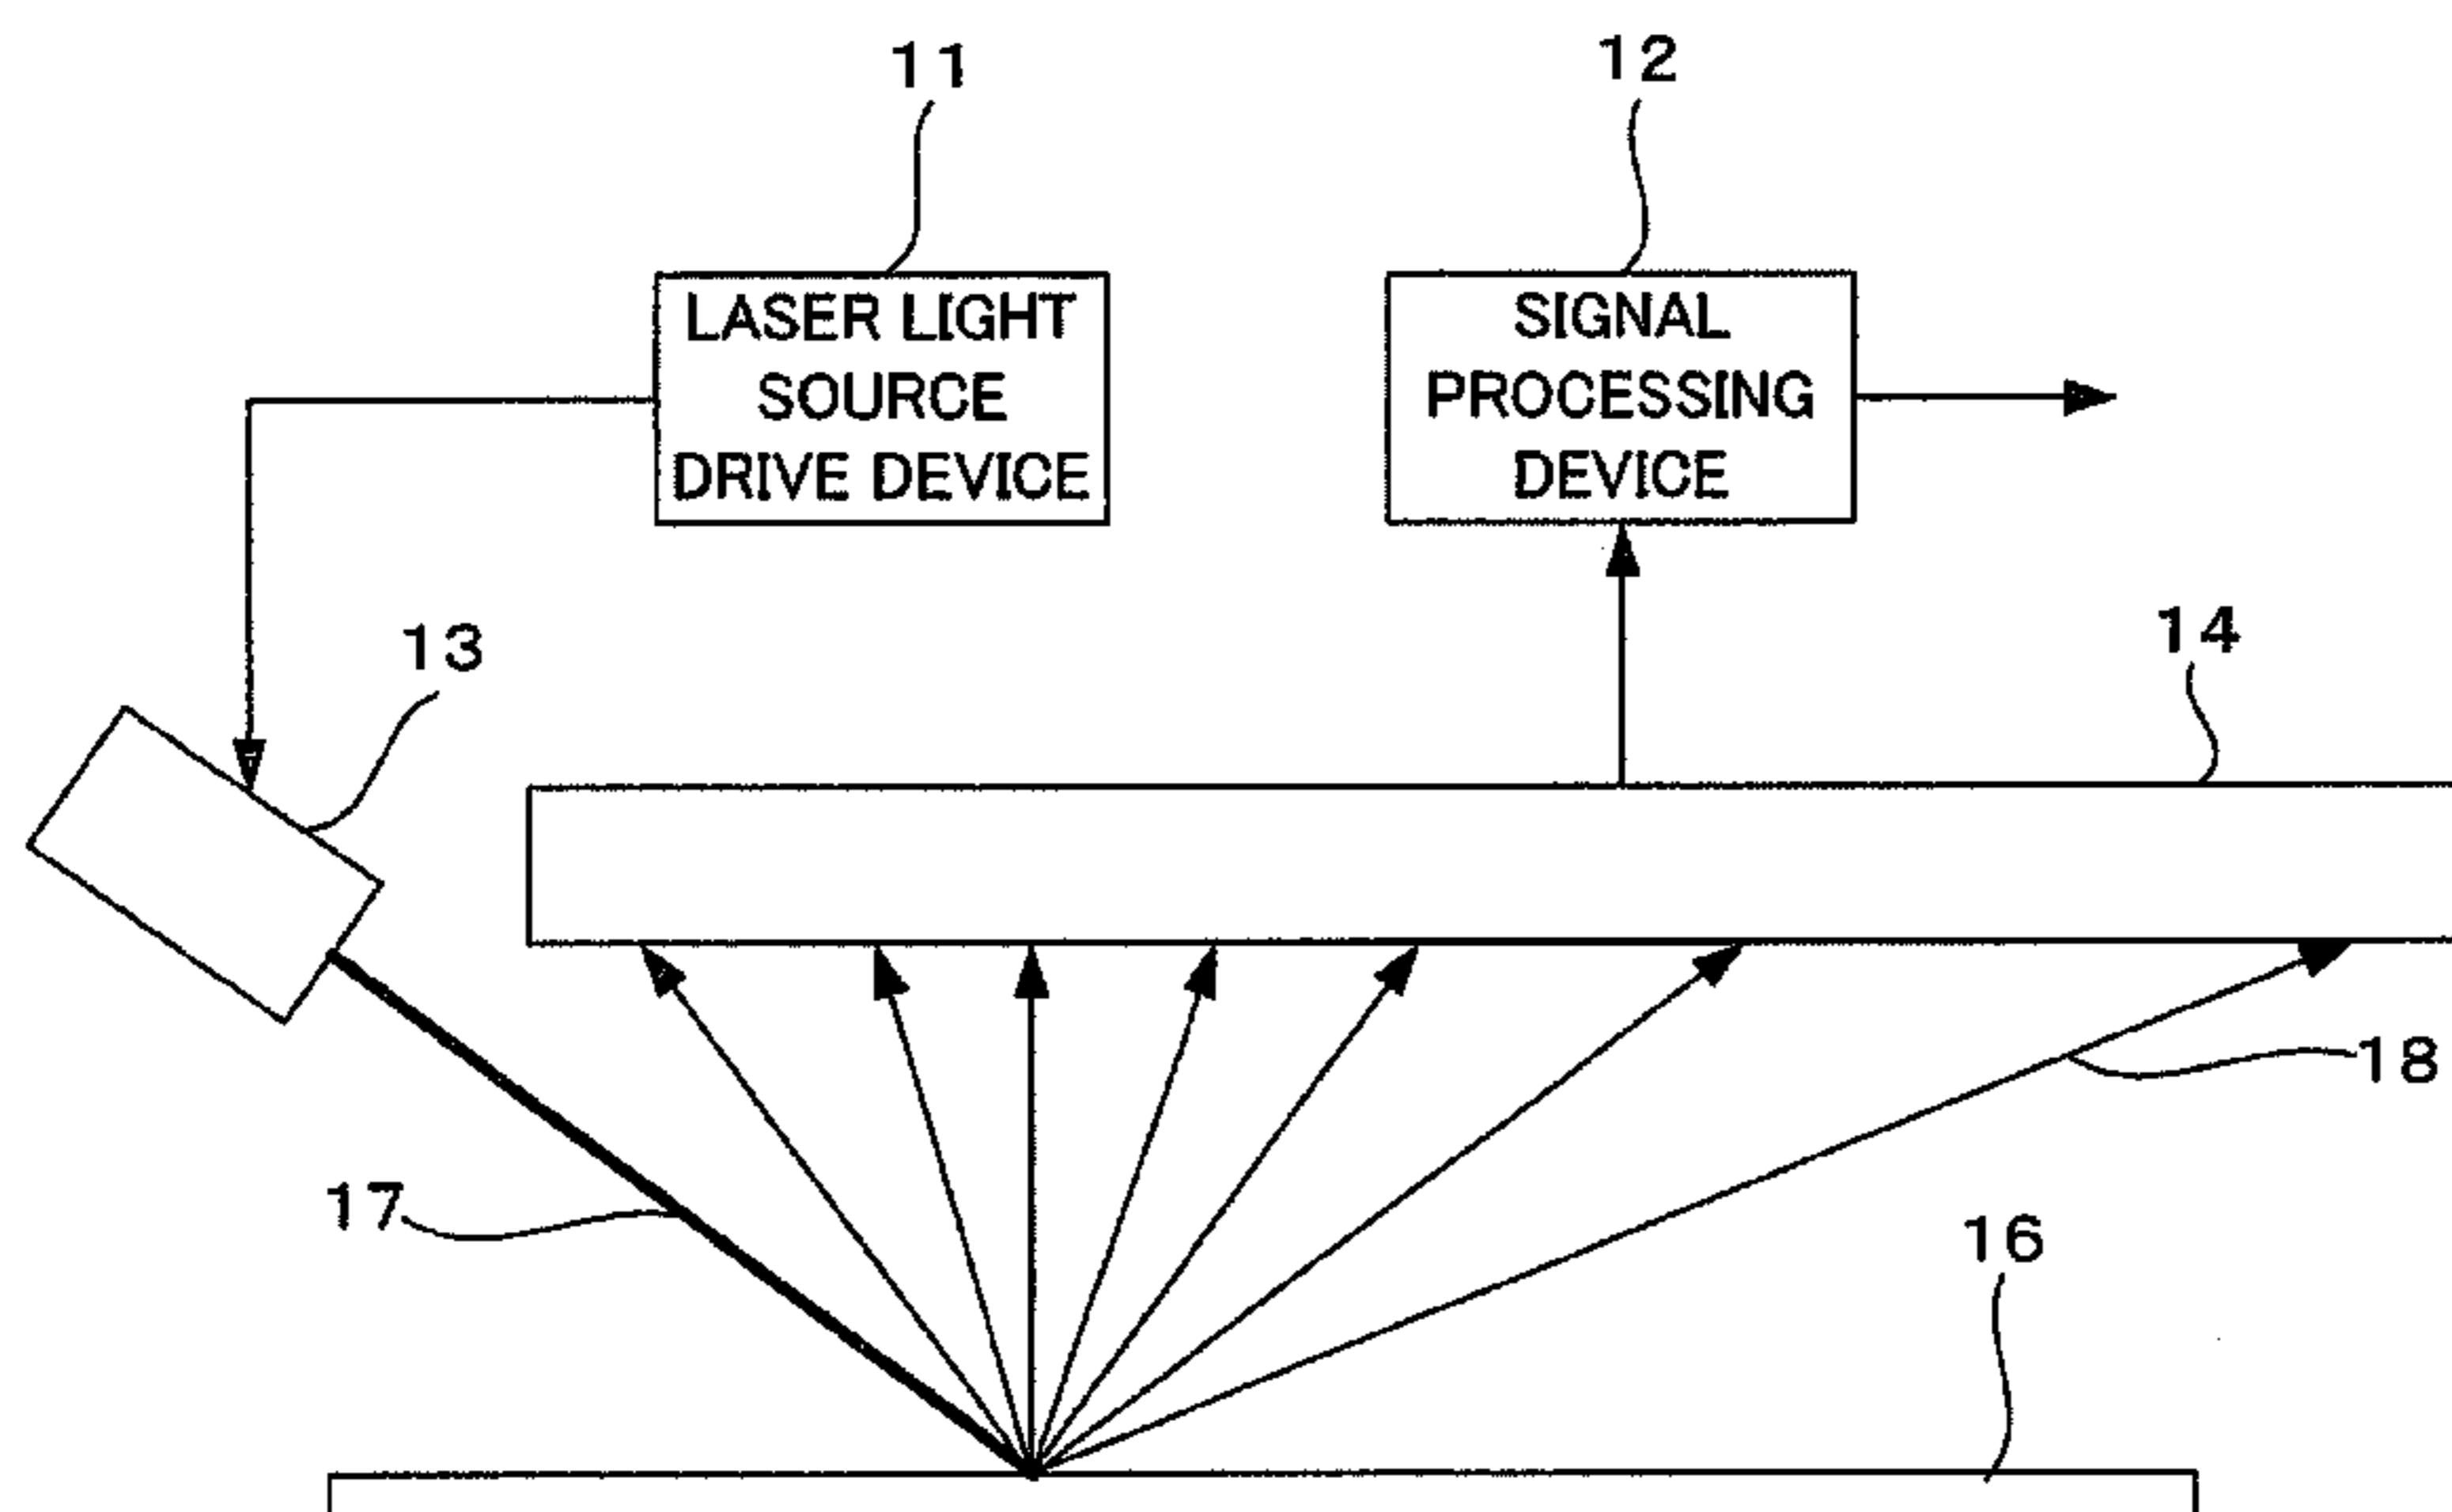 11
12
LASER LIGHT
SOURCE
DRIVE DEVICE
SIGNAL
PROCESSING
DEVICE
13
14
18
17
16